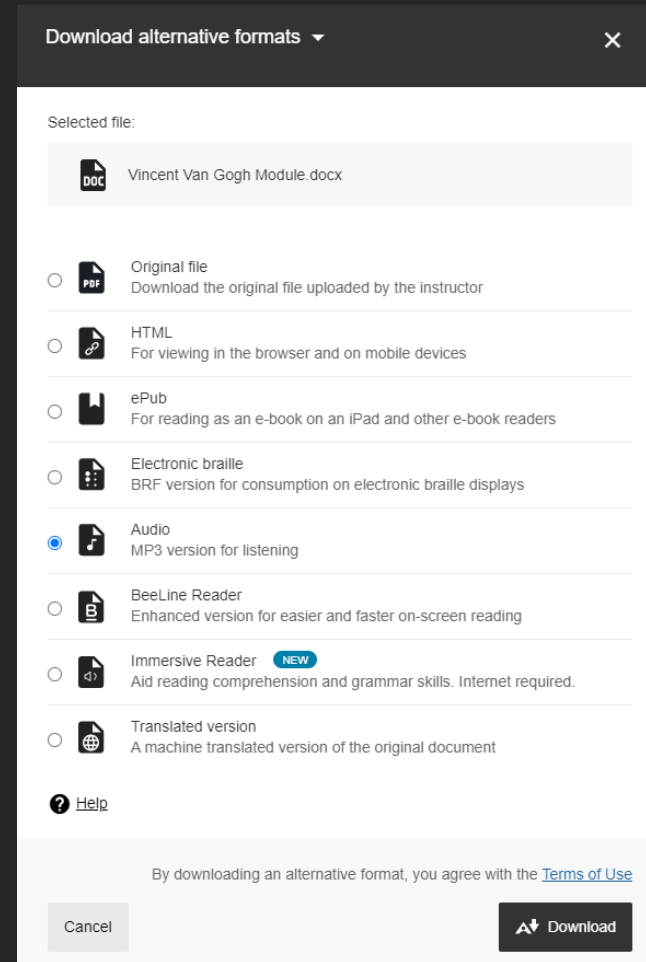 Download alternative formats
Selected file:
DOC
Vincent Van Gogh Module.docx
PDF
Original file
Download the original file uploaded by the instructor
HTML
For viewing in the browser and on mobile devices
ePub
For reading as an e-book on an iPad and other e-book readers
Electronic braille
BRF version for consumption on electronic braille displays
Audio
MP3 version for listening
B
BeeLine Reader
Enhanced version for easier and faster on-screen reading
Immersive Reader NEW
Aid reading comprehension and grammar skills. Internet required.
Translated version
A machine translated version of the original document
? Help
By downloading an alternative format, you agree with the Terms of Use
Cancel
A Download